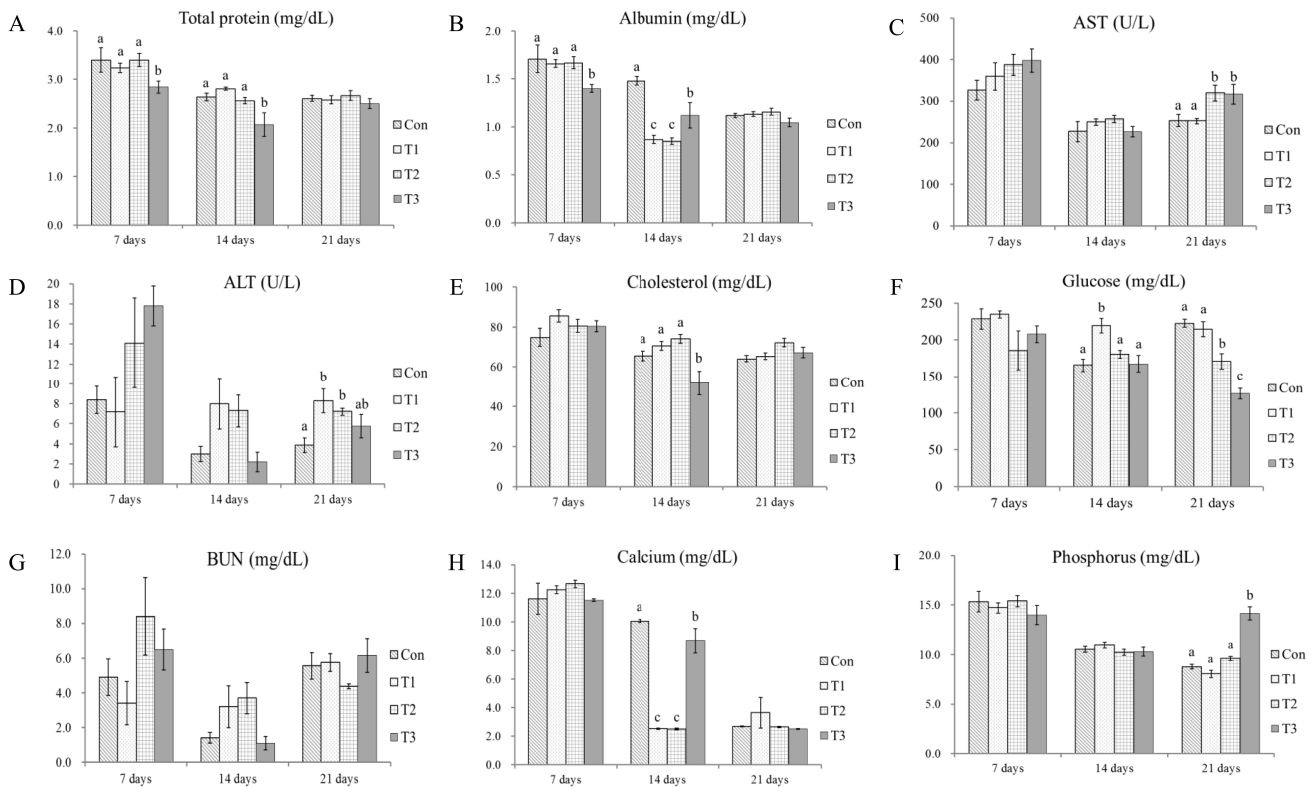 A
Total protein (mg/dL)
4.0
3.0
2.0
1.0
0.0
a a a b
a a a b
7 days 14 days 21 days
Con
T1
T2
T3
B
Albumin (mg/dL)
2.0
1.5
1.0
0.5
0.0
a a a b
a c c b
7 days 14 days 21 days
Con
T1
T2
T3
C
AST (U/L)
500
400
300
200
100
0
a a b b
7 days 14 days 21 days
Con
T1
T2
T3
D
ALT (U/L)
20
18
16
14
12
10
8
6
4
2
0
a b b ab
7 days 14 days 21 days
Con
T1
T2
T3
E
Cholesterol (mg/dL)
100
80
60
40
20
0
a a a b
7 days 14 days 21 days
Con
T1
T2
T3
F
Glucose (mg/dL)
250
200
150
100
50
0
a b a a
a a b c
7 days 14 days 21 days
Con
T1
T2
T3
G
BUN (mg/dL)
12.0
10.0
8.0
6.0
4.0
2.0
0.0
7 days 14 days 21 days
Con
T1
T2
T3
H
Calcium (mg/dL)
14.0
12.0
10.0
8.0
6.0
4.0
2.0
0.0
a c c b
7 days 14 days 21 days
Con
T1
T2
T3
I
Phosphorus (mg/dL)
20.0
15.0
10.0
5.0
0.0
a a a b
7 days 14 days 21 days
Con
T1
T2
T3